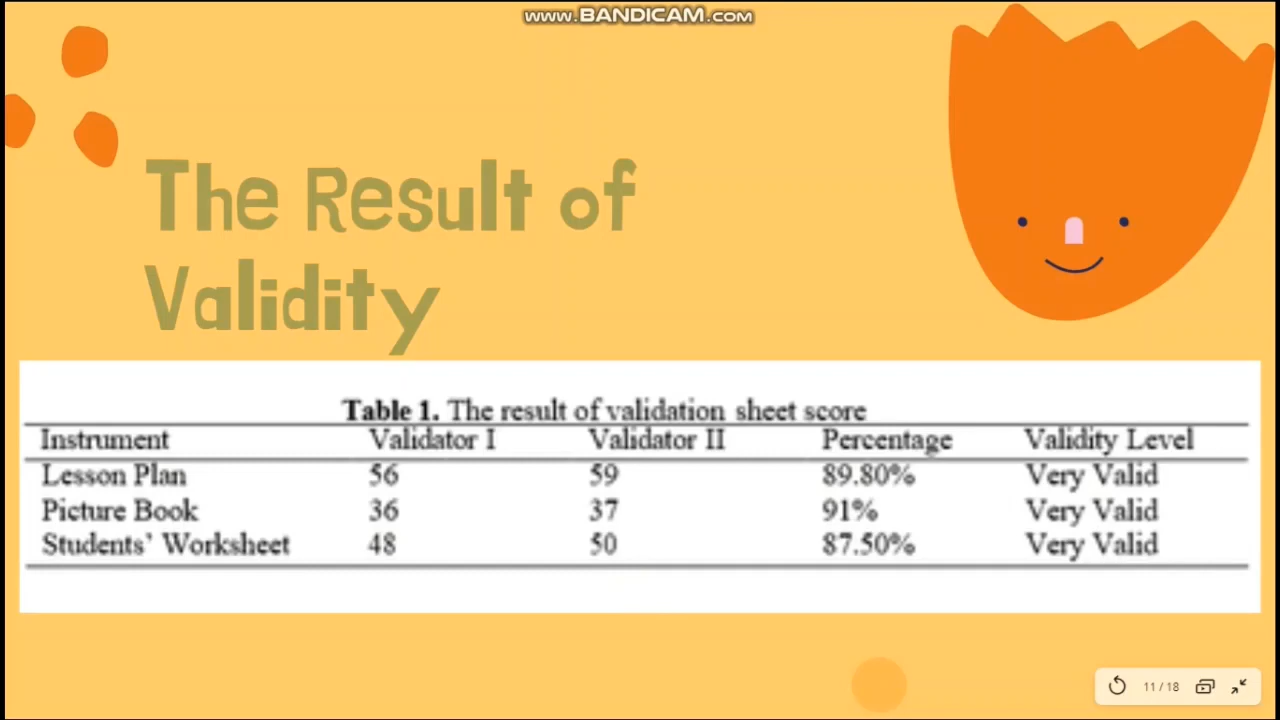 www.BANDICAM.com
The Result of
Validity
Table 1. The result of validation sheet score
Instrument Validator I Validator II Percentage Validity Level
Lesson Plan 56 59 89.80% Very Valid
Picture Book 36 37 91% Very Valid
Students’ Worksheet 48 50 87.50% Very Valid
11 / 18